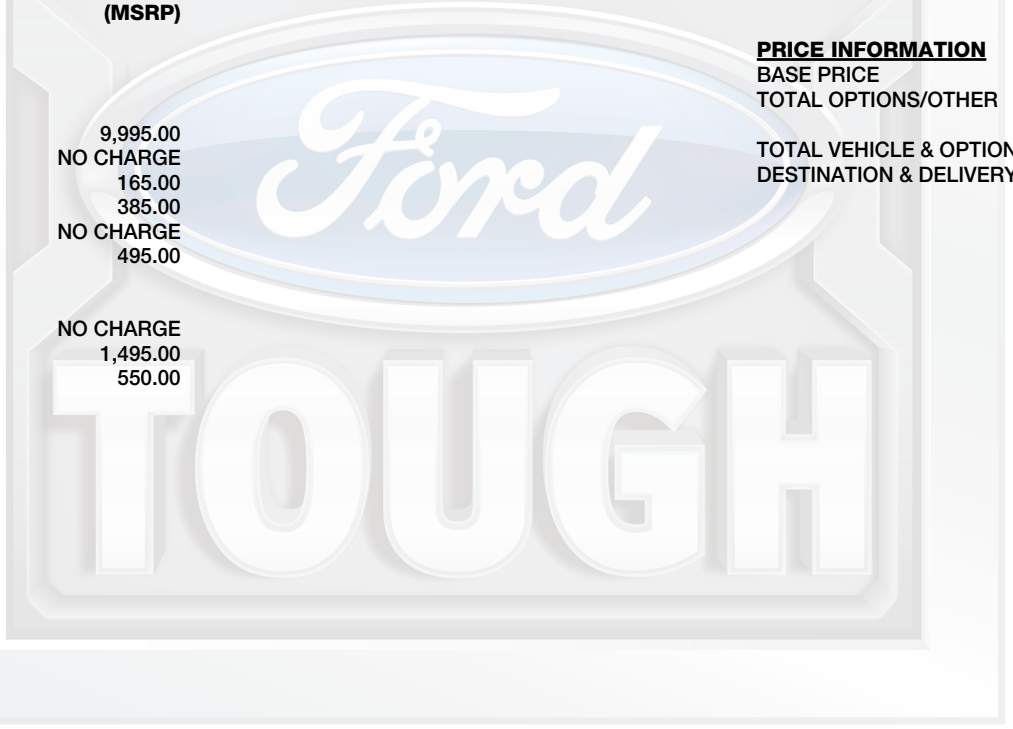 (MSRP)
9,995.00
NO CHARGE
165.00
385.00
NO CHARGE
495.00
NO CHARGE
1,495.00
550.00
PRICE INFORMATION
BASE PRICE
TOTAL OPTIONS/OTHER
TOTAL VEHICLE & OPTION
DESTINATION & DELIVERY
Ford
TOUGH